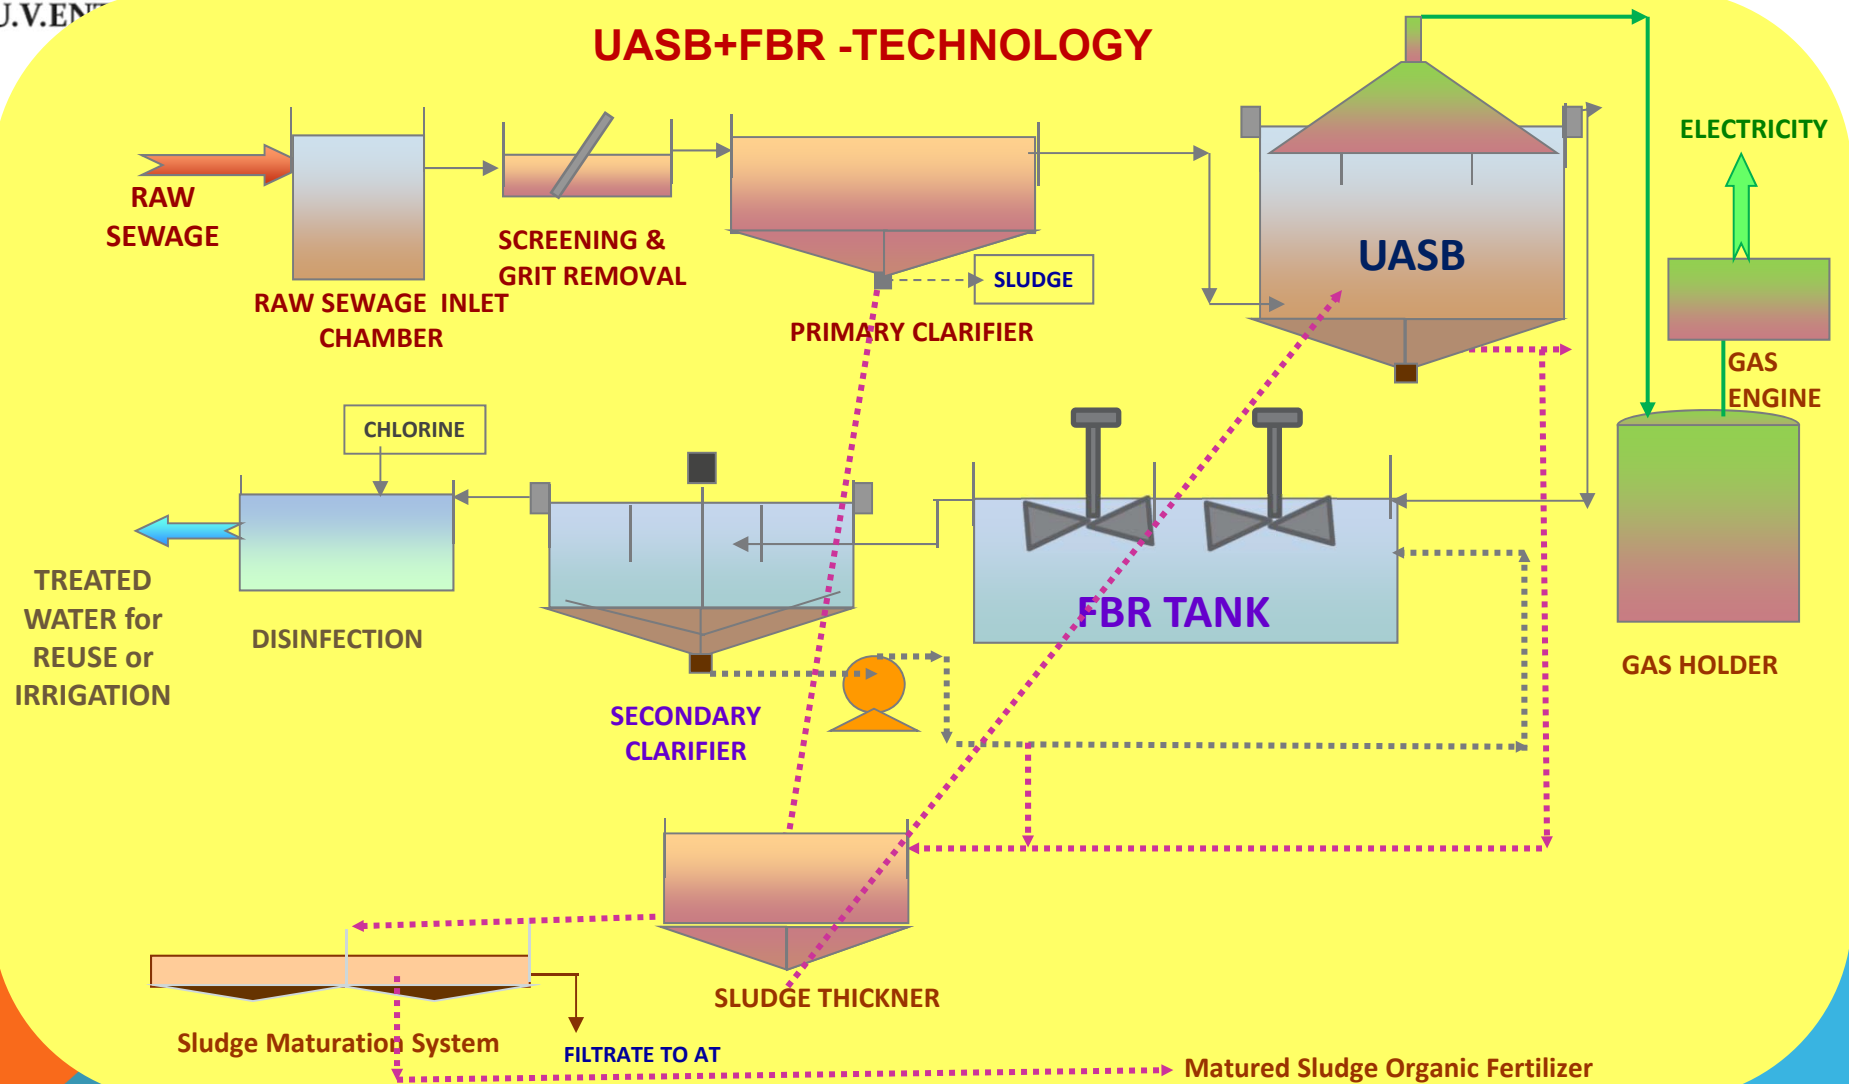 UASB+FBR -TECHNOLOGY
ELECTRICITY
RAW
SEWAGE
SCREENING &
GRIT REMOVAL
UASB
SLUDGE
RAW SEWAGE  INLET
CHAMBER
PRIMARY CLARIFIER
GAS
ENGINE
CHLORINE
TREATED
WATER for
REUSE or
IRRIGATION
DISINFECTION
FBR TANK
GAS HOLDER
SECONDARY
CLARIFIER
SLUDGE THICKNER
Sludge Maturation System
FILTRATE TO AT
Matured Sludge Organic Fertilizer